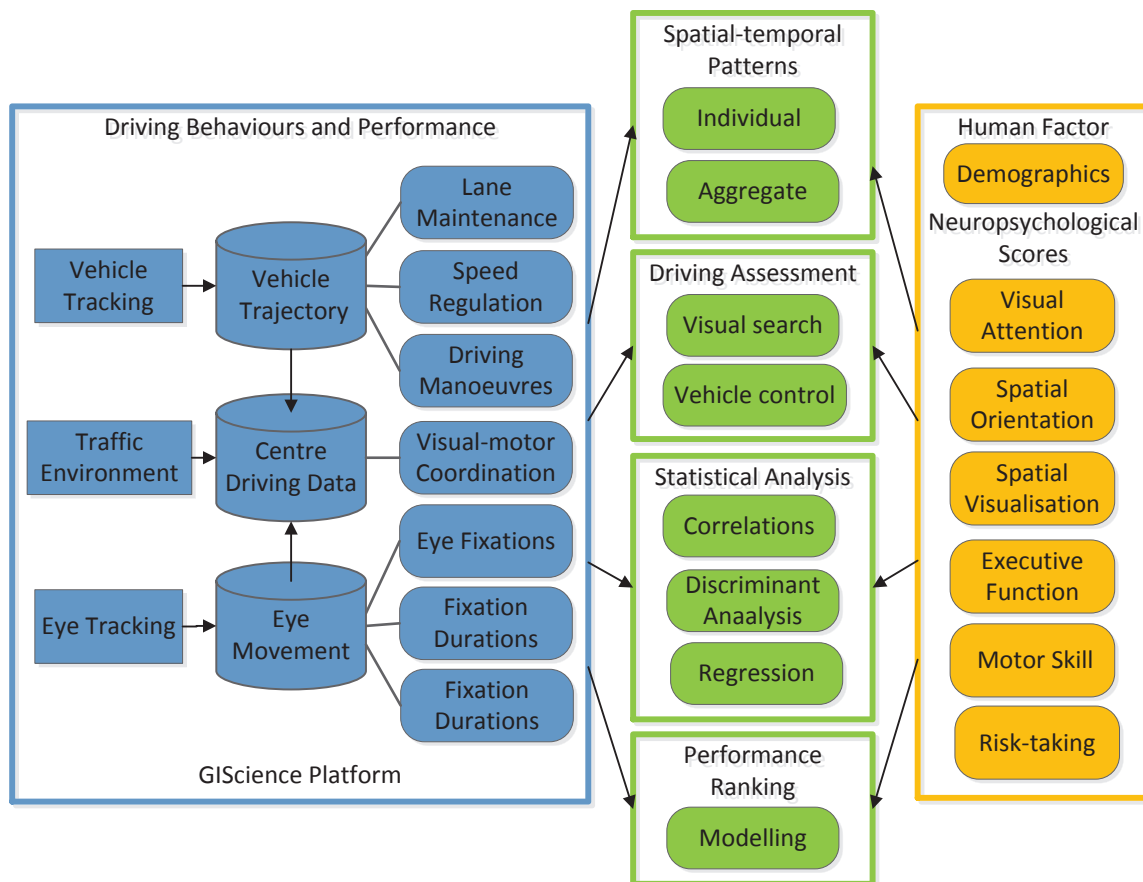 Driving Behaviours and Performance
Vehicle
Tracking
Traffic
Environment
Eye Tracking
Vehicle
Trajectory
Centre
Driving Data
Eye
Movement
Lane
Maintenance
Speed
Regulation
Driving
Manoeuvres
Visual-motor
Coordination
Eye Fixations
Fixation
Durations
Fixation
Durations
GIScience Platform
Spatial-temporal
Patterns
Individual
Aggregate
Driving Assessment
Visual search
Vehicle control
Statistical Analysis
Correlations
Discriminant
Anaalysis
Regression
Performance
Ranking
Modelling
Human Factor
Demographics
Neuropsychological
Scores
Visual
Attention
Spatial
Orientation
Spatial
Visualisation
Executive
Function
Motor Skill
Risk-taking